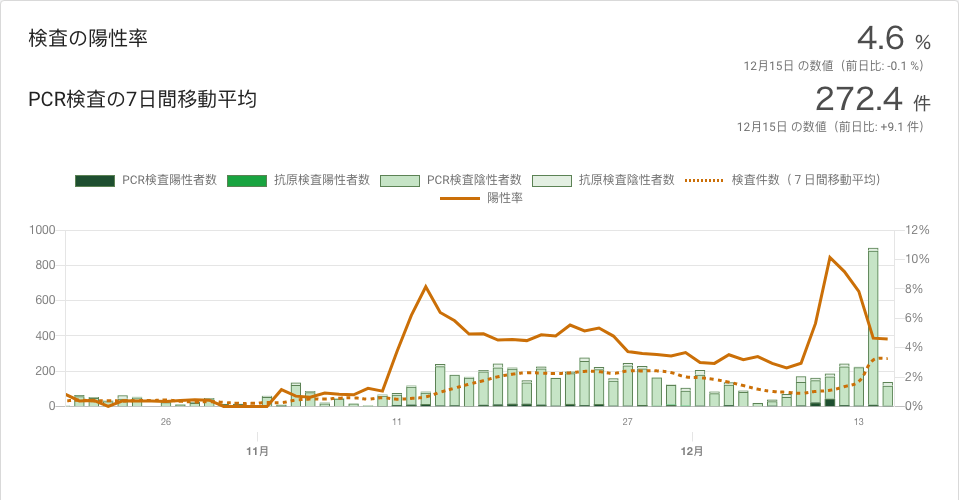 検査の陽性率
4.6 %
12月15日 の数値（前日比: -0.1 %）
PCR検査の7日間移動平均
272.4 件
12月15日 の数値（前日比: +9.1 件）
PCR検査陽性者数 抗原検査陽性者数 PCR検査陰性者数 抗原検査陰性者数 検査件数（７日間移動平均）
陽性率
1000 12%
10%
800
8%
600
6%
400
4%
200
2%
0 0%
26 11 27 13
11月 12月